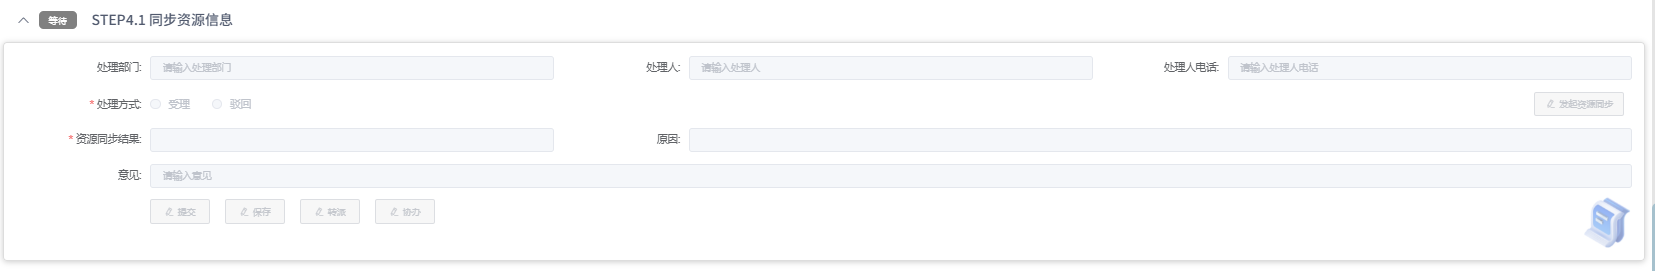 等待 STEP4.1 同步资源信息
处理部门: 请输入处理部门 处理人: 请输入处理人 处理人电话: 请输入处理人电话
* 处理方式: 受理 驳回 发起资源同步
* 资源同步结果: 原因:
意见: 请输入意见
提交 保存 转派 协办